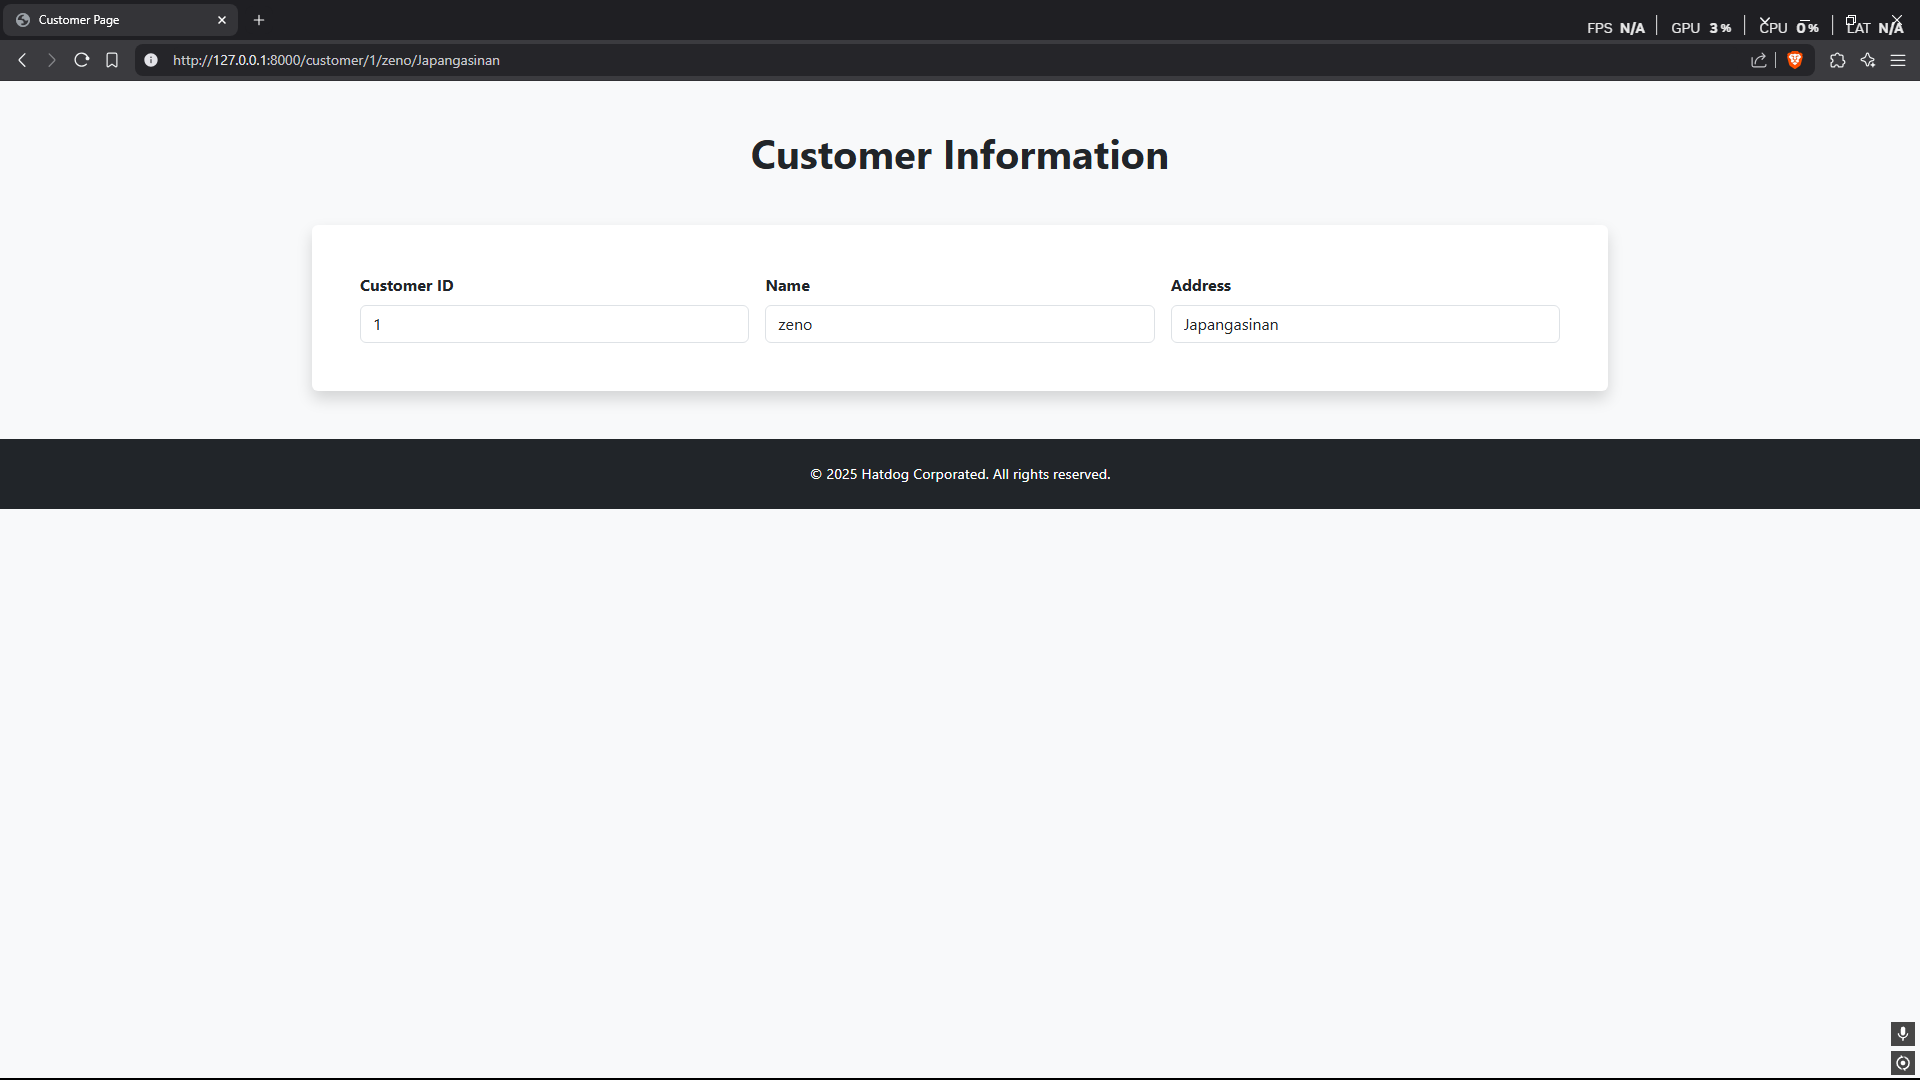 Customer Page
FPS N/A GPU 3% CPU 0% LAT N/A
http://127.0.0.1:8000/customer/1/zeno/Japangasinan
Customer Information
Customer ID Name Address
1 zeno Japangasinan
© 2025 Hatdog Corporated. All rights reserved.